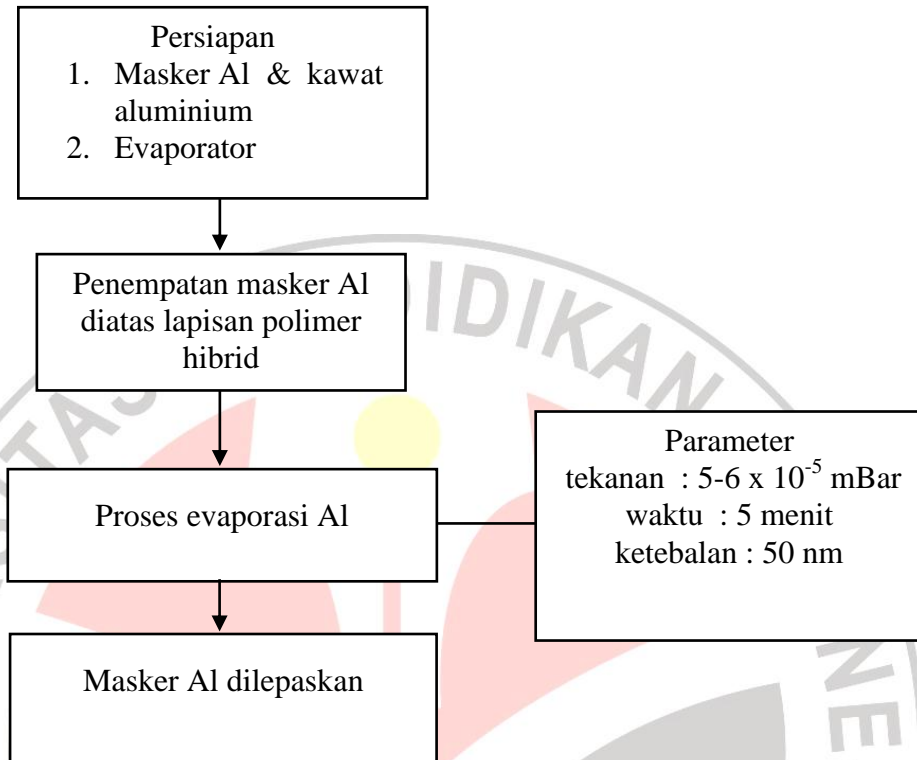 Persiapan
1. Masker Al & kawat
aluminium
2. Evaporator
Penempatan masker Al
diatas lapisan polimer
hibrid
Proses evaporasi Al
Parameter
tekanan : 5-6 x 10⁻⁵ mBar
waktu : 5 menit
ketebalan : 50 nm
Masker Al dilepaskan